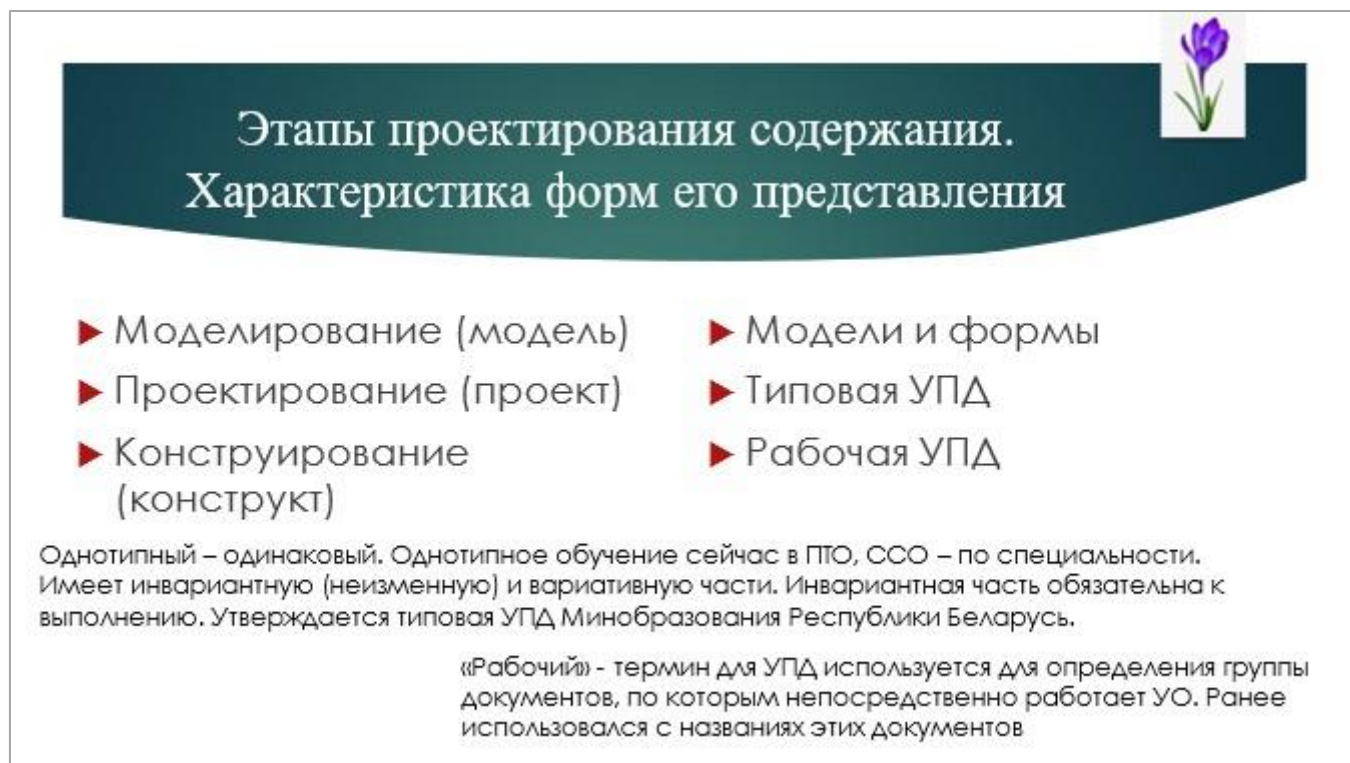 Этапы проектирования содержания.
Характеристика форм его представления
Моделирование (модель)
Проектирование (проект)
Конструирование
(конструкт)
Модели и формы
Типовая УПД
Рабочая УПД
Однотипный – одинаковый. Однотипное обучение сейчас в ПТО, ССО – по специальности.
Имеет инвариантную (неизменную) и вариативную части. Инвариантная часть обязательна к
выполнению. Утверждается типовая УПД Минобразования Республики Беларусь.
«Рабочий» - термин для УПД используется для определения группы
документов, по которым непосредственно работает УО. Ранее
использовался с названиях этих документов